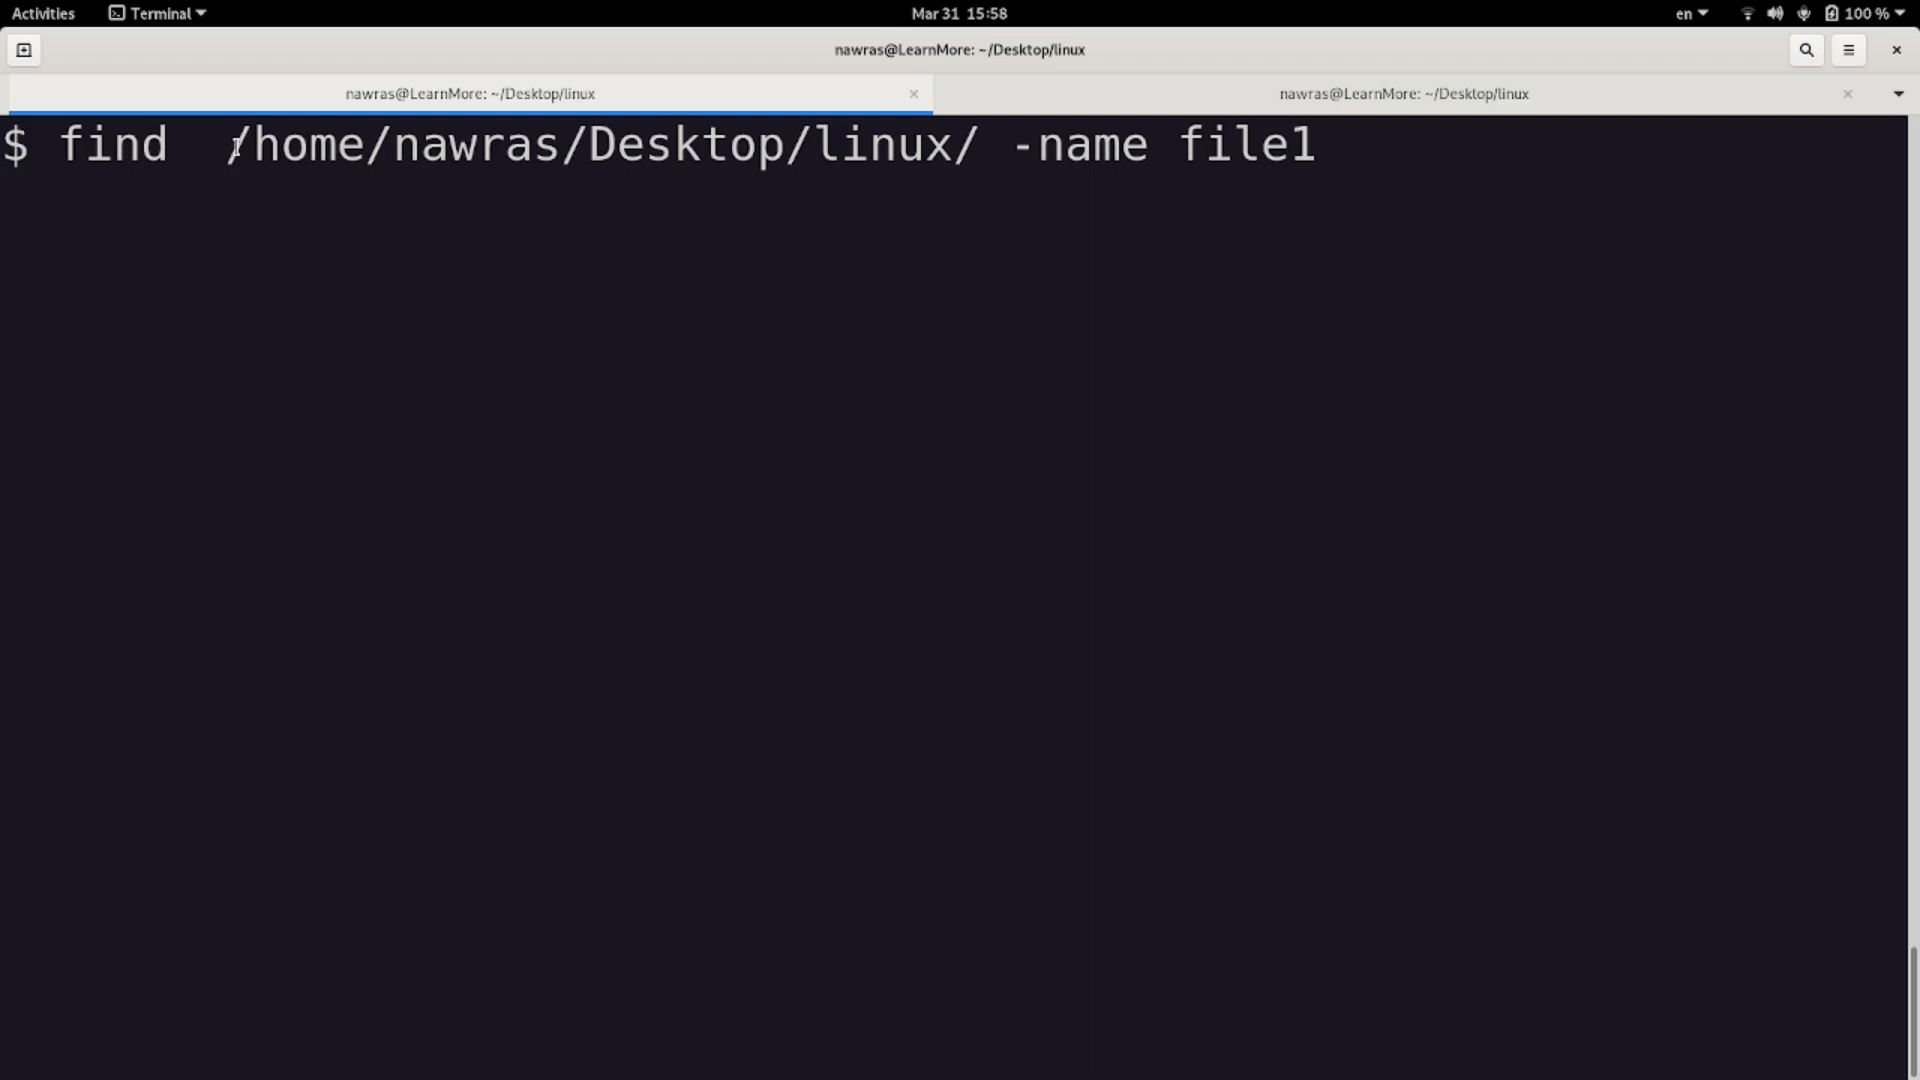 Activities Terminal Mar 31 15:58 en 100 %
nawras@LearnMore: ~/Desktop/linux
nawras@LearnMore: ~/Desktop/linux nawras@LearnMore: ~/Desktop/linux
$ find  /home/nawras/Desktop/linux/ -name file1